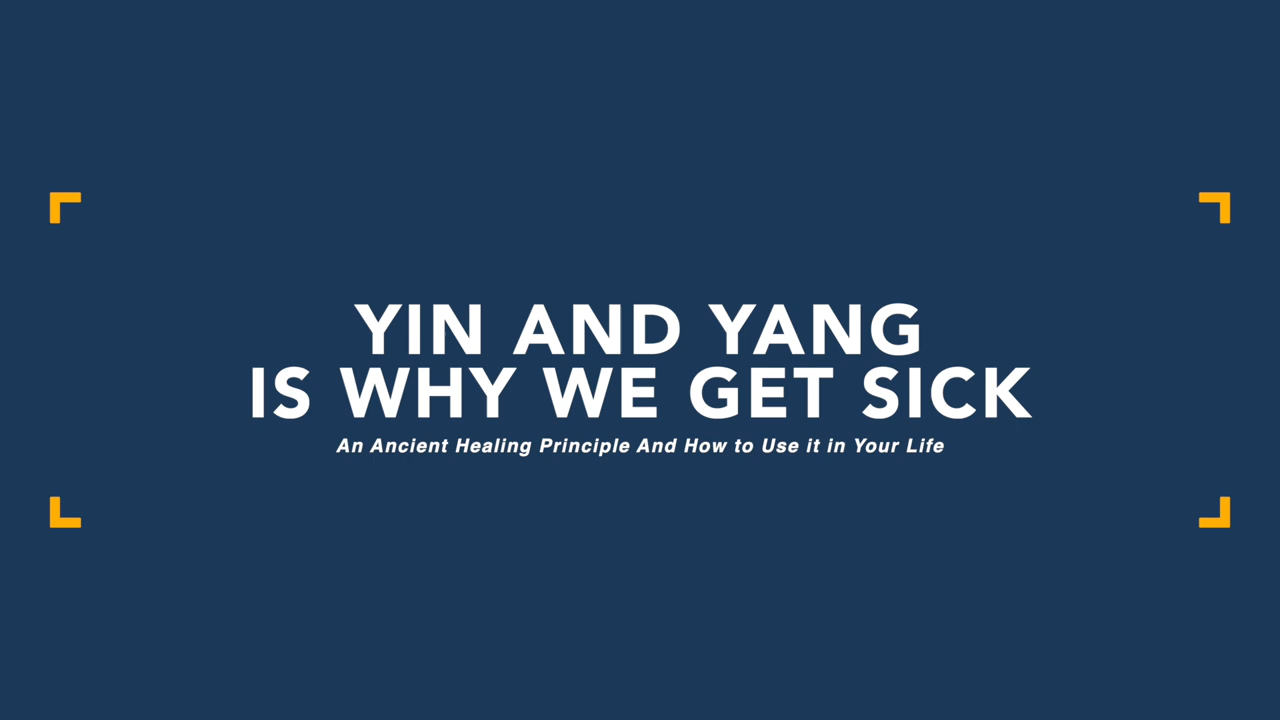 YIN AND YANG
IS WHY WE GET SICK
An Ancient Healing Principle And How to Use it in Your Life